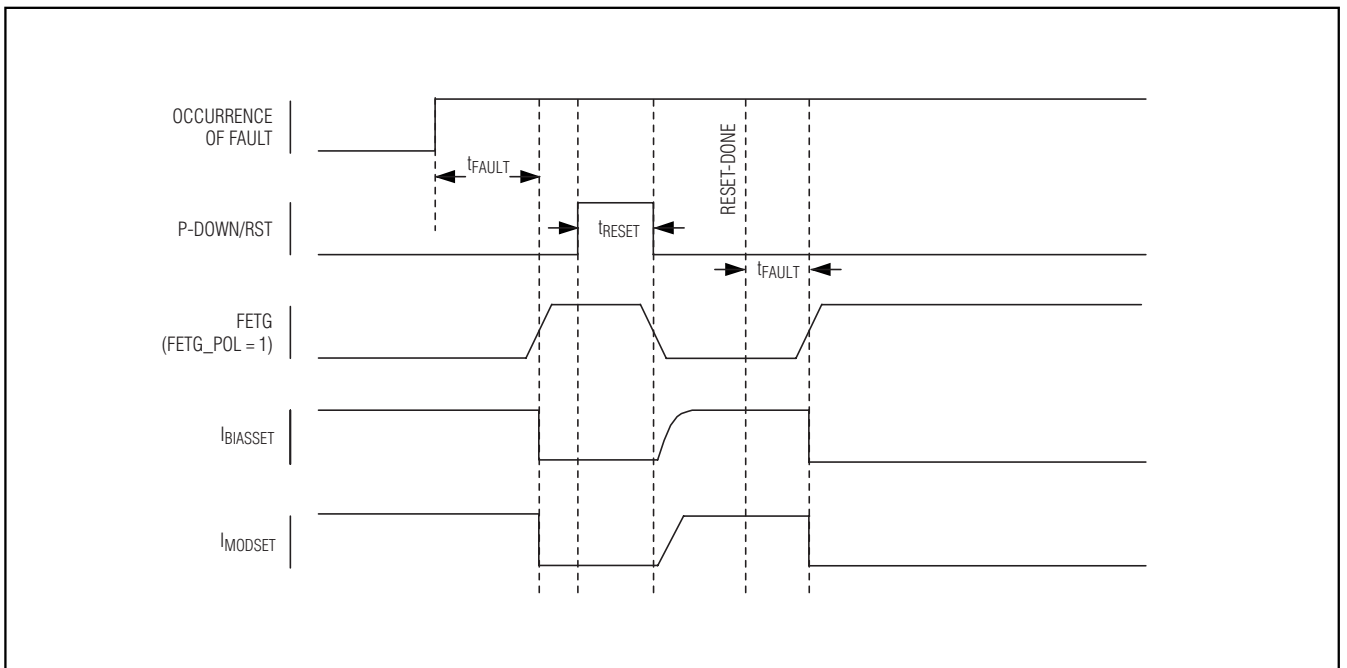 OCCURRENCE
OF FAULT
tFAULT
RESET-DONE
P-DOWN/RST
tRESET
tFAULT
FETG
(FETG_POL = 1)
IBIASSET
IMODSET